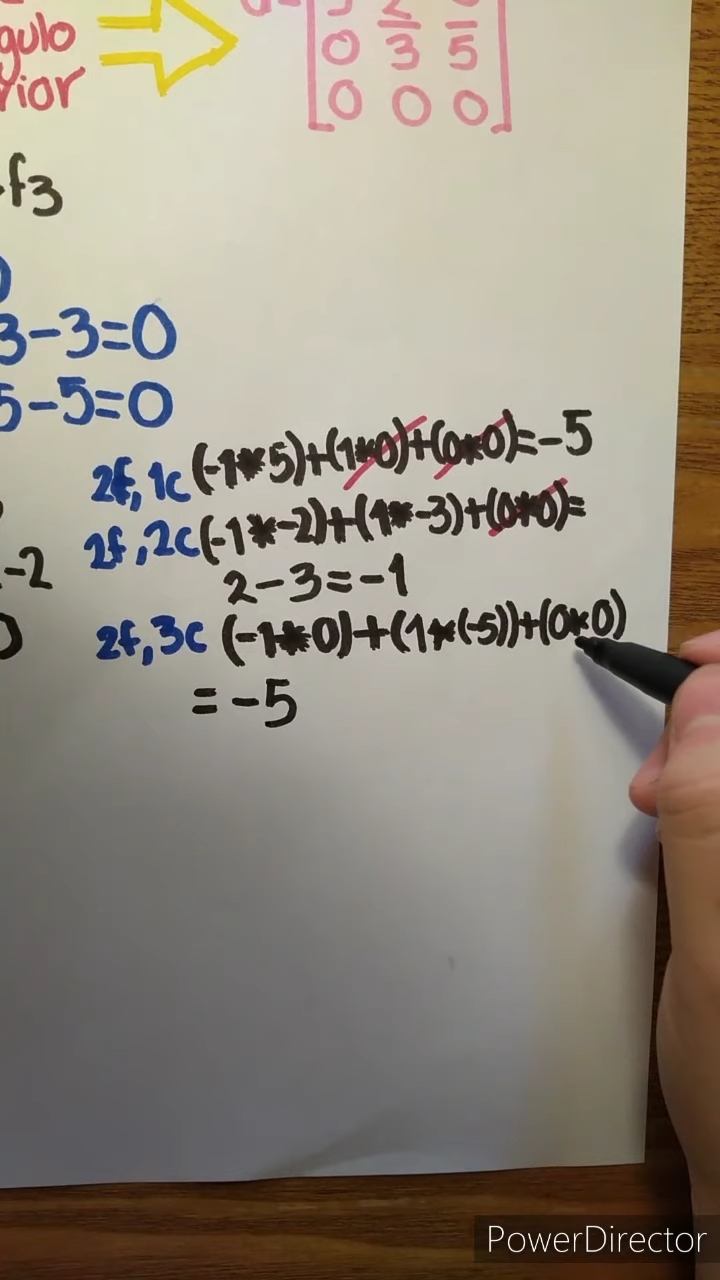 gulo
rior
0 3 5
0 0 0
f3
3-3=0
5-5=0
2f,1c (-1*5)+(1*0)+(0*0)=-5
2f,2c (-1*-2)+(1*-3)+(0*0)=
-2
2-3=-1
2f,3c (-1*0)+(1*(-5))+(0*0)
=-5
PowerDirector